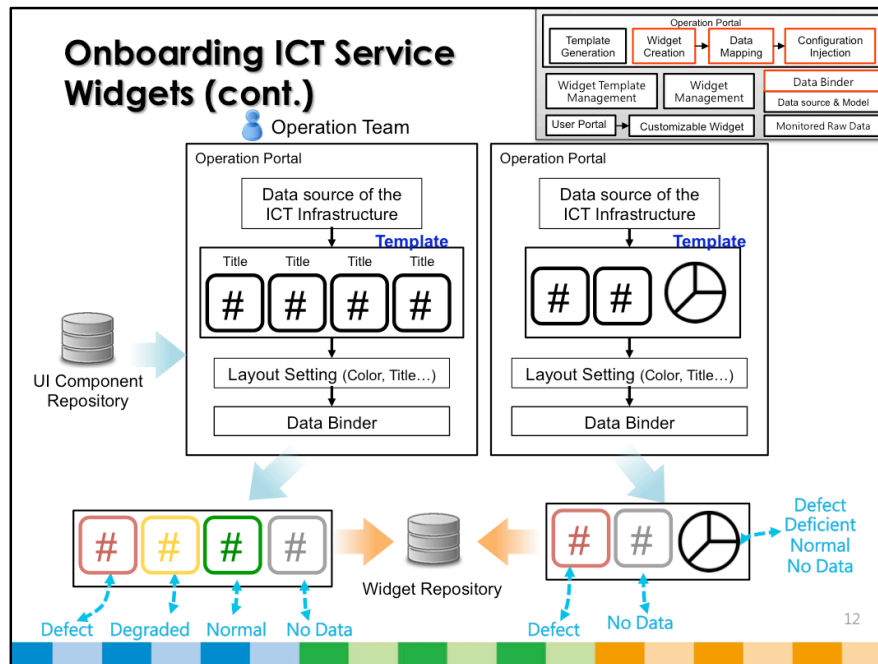 Onboarding ICT Service
Widgets (cont.)
Operation Portal
Template
Generation
Widget
Creation
Data
Mapping
Configuration
Injection
Widget Template
Management
Widget
Management
Data Binder
Data source & Model
User Portal
Customizable Widget
Monitored Raw Data
Operation Team
Operation Portal
Data source of the
ICT Infrastructure
Template
Title Title Title Title
# # # #
Layout Setting (Color, Title…)
Data Binder
Operation Portal
Data source of the
ICT Infrastructure
Template
# #
Layout Setting (Color, Title…)
Data Binder
UI Component
Repository
# # # #
Defect Degraded Normal No Data
Widget Repository
# #
Defect No Data
Defect
Deficient
Normal
No Data
12